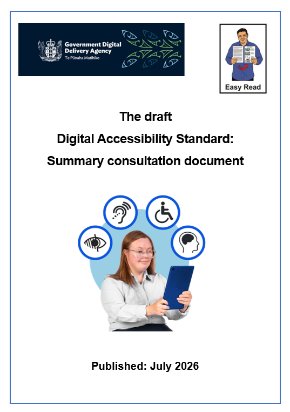 Government Digital
Delivery Agency
Te Pōkapū Matihiko
Easy Read
The draft
Digital Accessibility Standard:
Summary consultation document
Published: July 2026